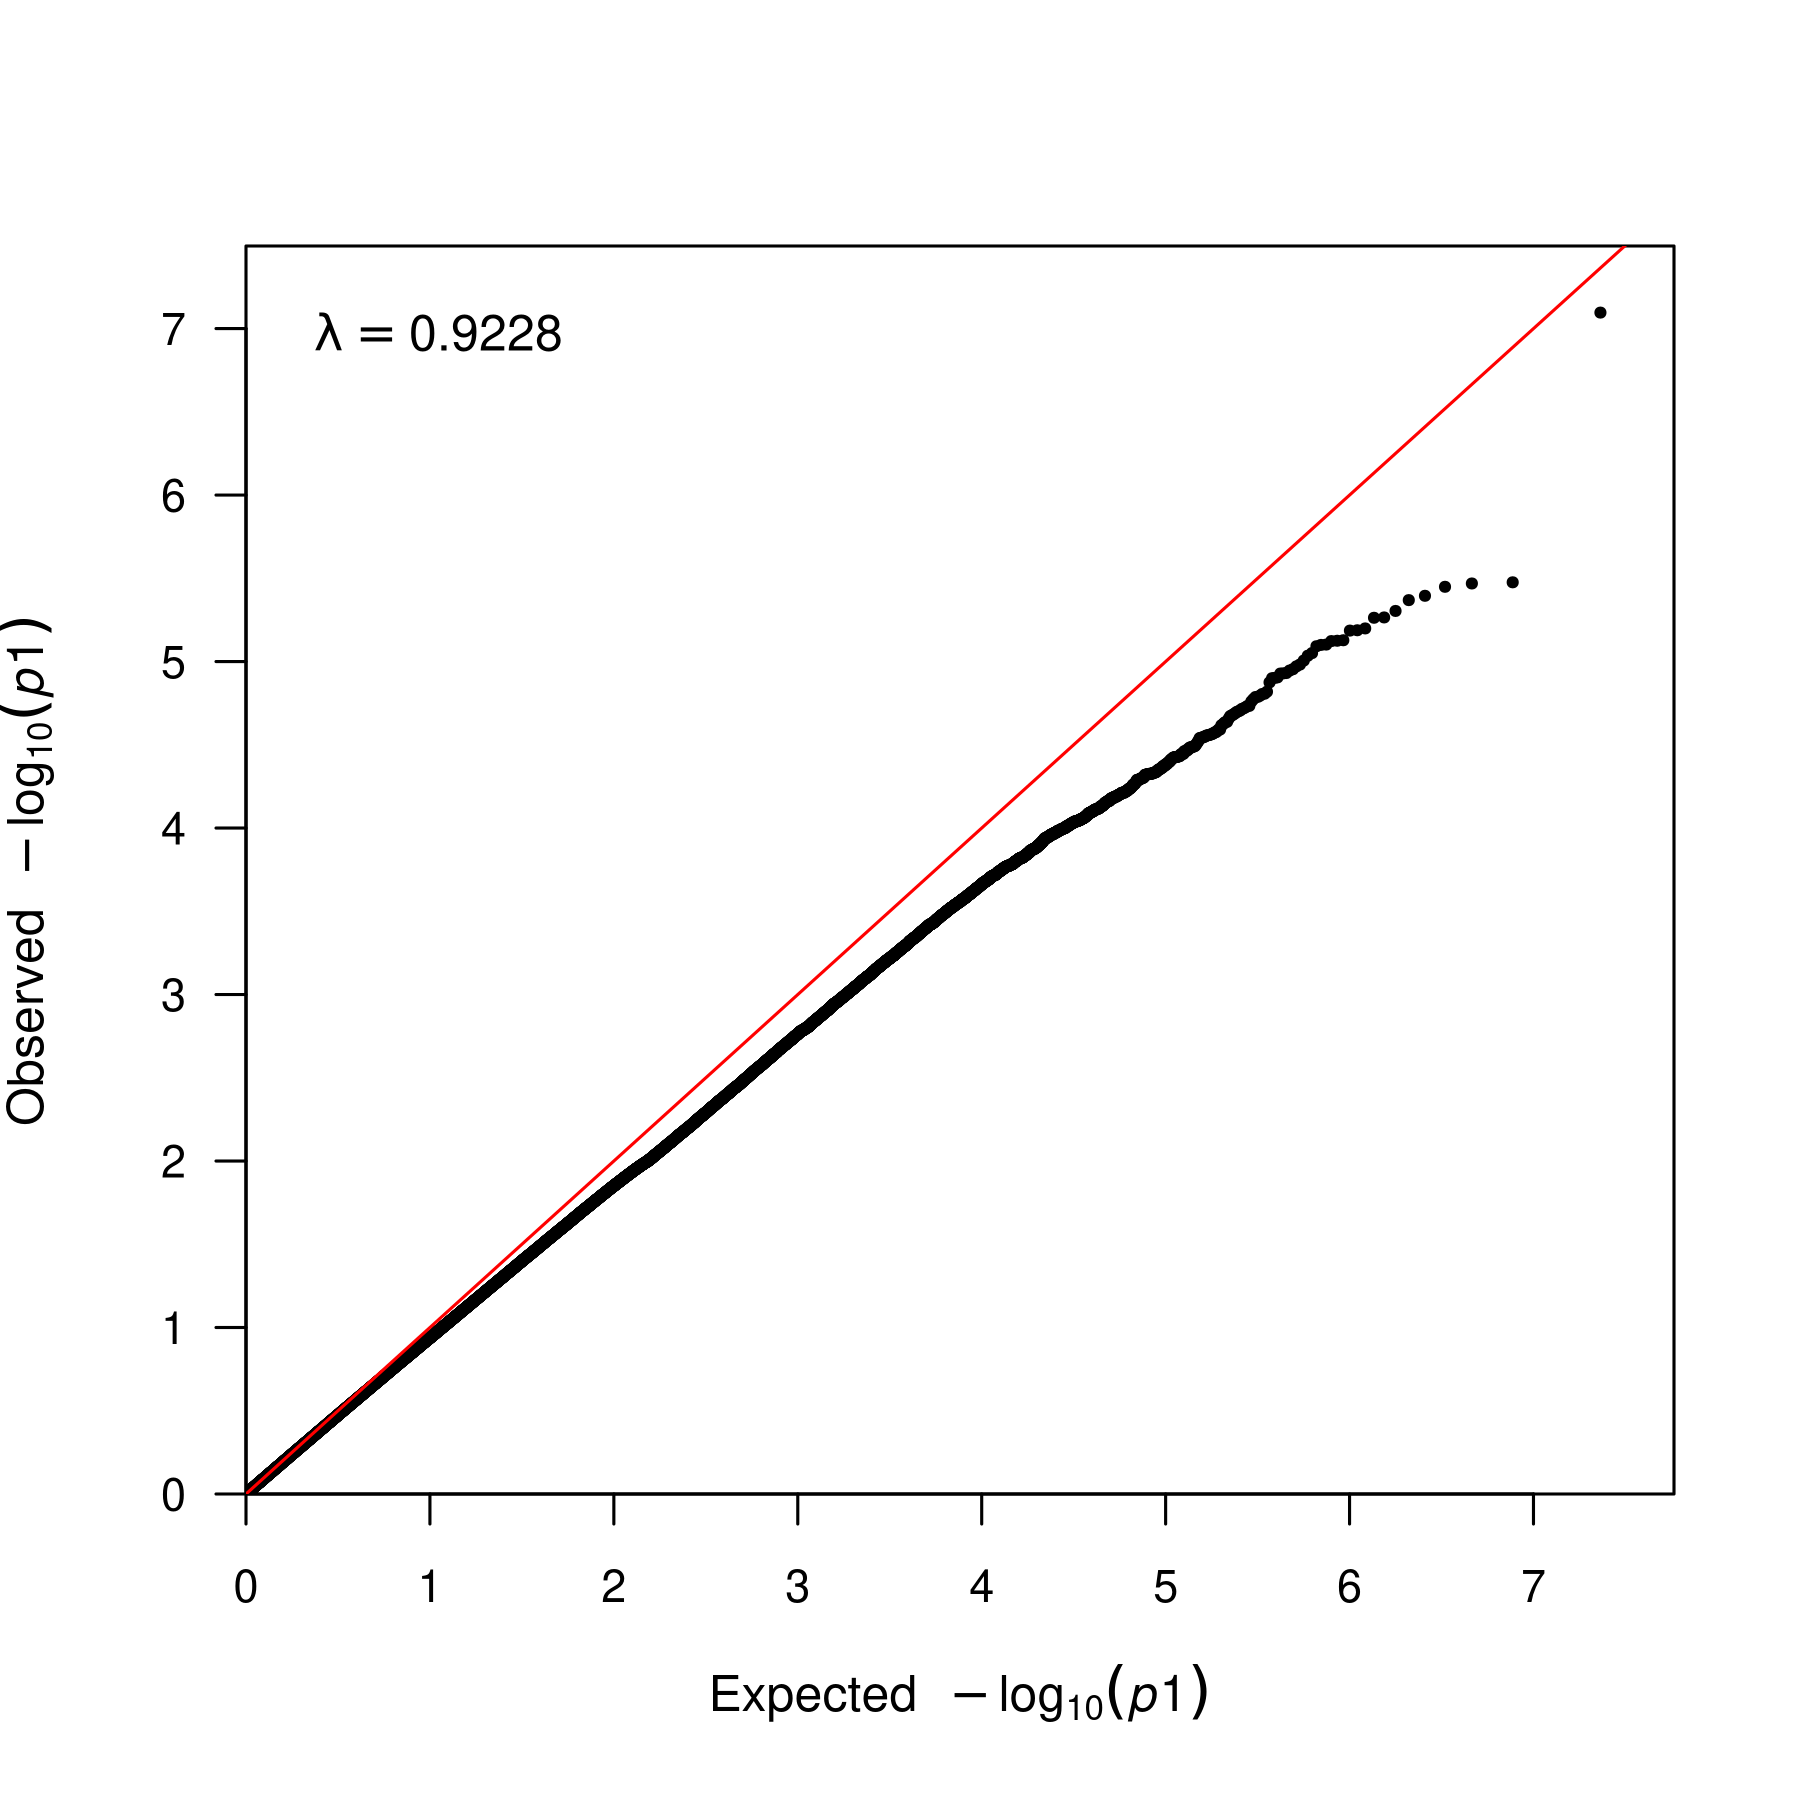 λ = 0.9228
7
6
5
4
3
2
1
0
Observed −log₁₀(p1)
0 1 2 3 4 5 6 7
Expected −log₁₀(p1)